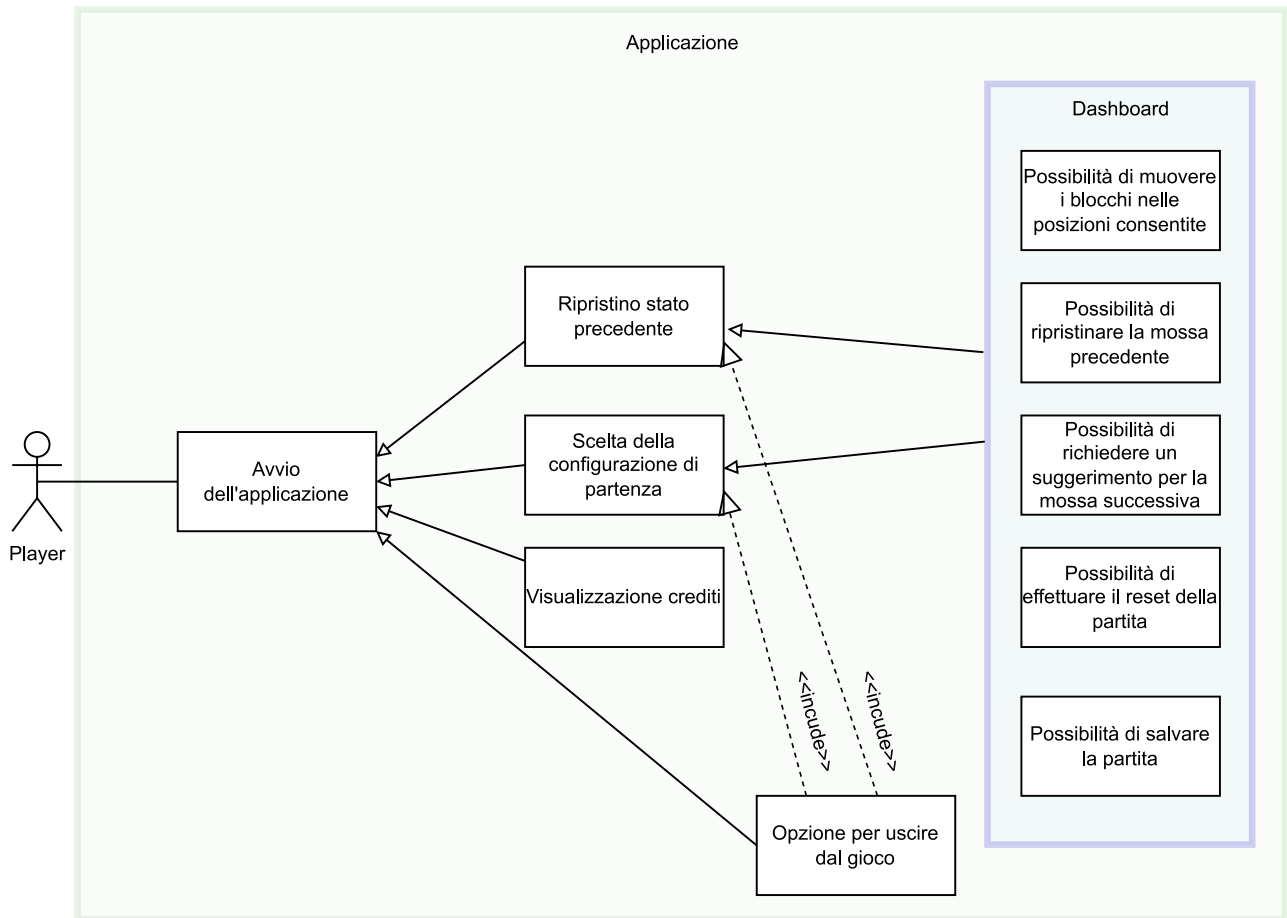 Applicazione
Dashboard
Possibilità di muovere
i blocchi nelle
posizioni consentite
Ripristino stato
precedente
Possibilità di
ripristinare la mossa
precedente
Scelta della
configurazione di
partenza
Possibilità di
richiedere un
suggerimento per la
mossa successiva
Avvio
dell'applicazione
Player
Visualizzazione crediti
Possibilità di
effettuare il reset della
partita
<<incude>>
<<incude>>
Possibilità di salvare
la partita
Opzione per uscire
dal gioco